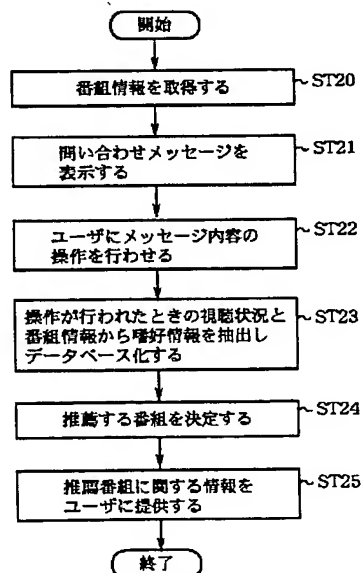 開始
番組情報を取得する
ST20
問い合わせメッセージを
表示する
ST21
ユーザにメッセージ内容の
操作を行わせる
ST22
操作が行われたときの視聴状況と
番組情報から嗜好情報を抽出し
データベース化する
ST23
推薦する番組を決定する
ST24
推薦番組に関する情報を
ユーザに提供する
ST25
終了